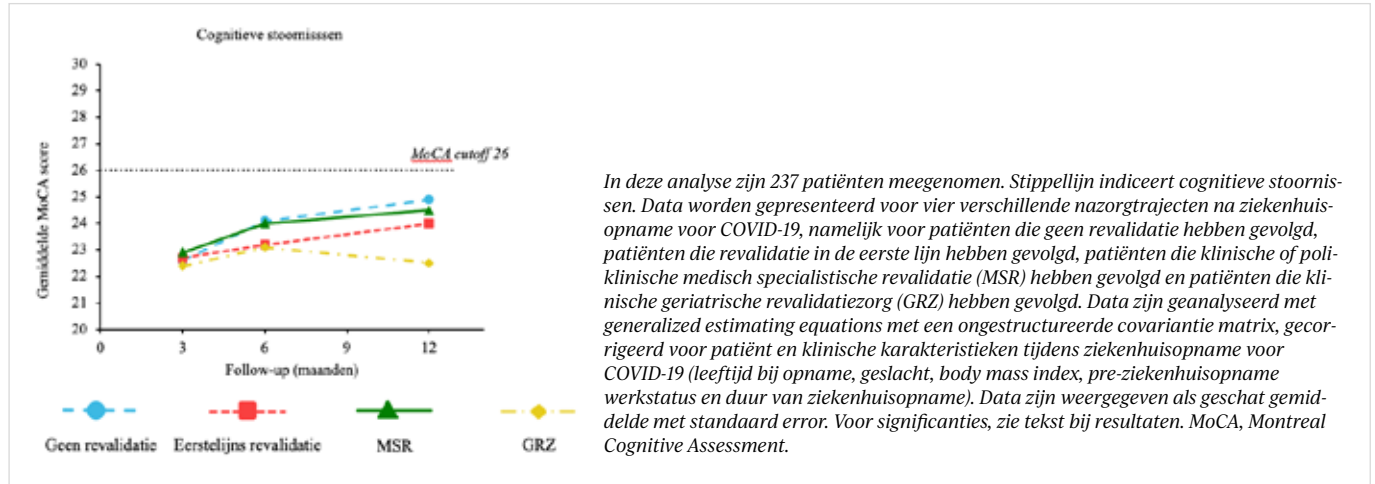 Cognitieve stoornisssen
30
29
28
27
26
25
24
23
22
21
20
Gemiddelde MoCA score
MoCA cutoff 26
0 3 6 9 12
Follow-up (maanden)
Geen revalidatie Eerstelijns revalidatie MSR GRZ
In deze analyse zijn 237 patiënten meegenomen. Stippellijn indiceert cognitieve stoornis-
sen. Data worden gepresenteerd voor vier verschillende nazorgtrajecten na ziekenhuis-
opname voor COVID-19, namelijk voor patiënten die geen revalidatie hebben gevolgd,
patiënten die revalidatie in de eerste lijn hebben gevolgd, patiënten die klinische of poli-
klinische medisch specialistische revalidatie (MSR) hebben gevolgd en patiënten die kli-
nische geriatrische revalidatiezorg (GRZ) hebben gevolgd. Data zijn geanalyseerd met
generalized estimating equations met een ongestructureerde covariantie matrix, gecor-
rigeerd voor patiënt en klinische karakteristieken tijdens ziekenhuisopname voor
COVID-19 (leeftijd bij opname, geslacht, body mass index, pre-ziekenhuisopname
werkstatus en duur van ziekenhuisopname). Data zijn weergegeven als geschat gemid-
delde met standaard error. Voor significanties, zie tekst bij resultaten. MoCA, Montreal
Cognitive Assessment.